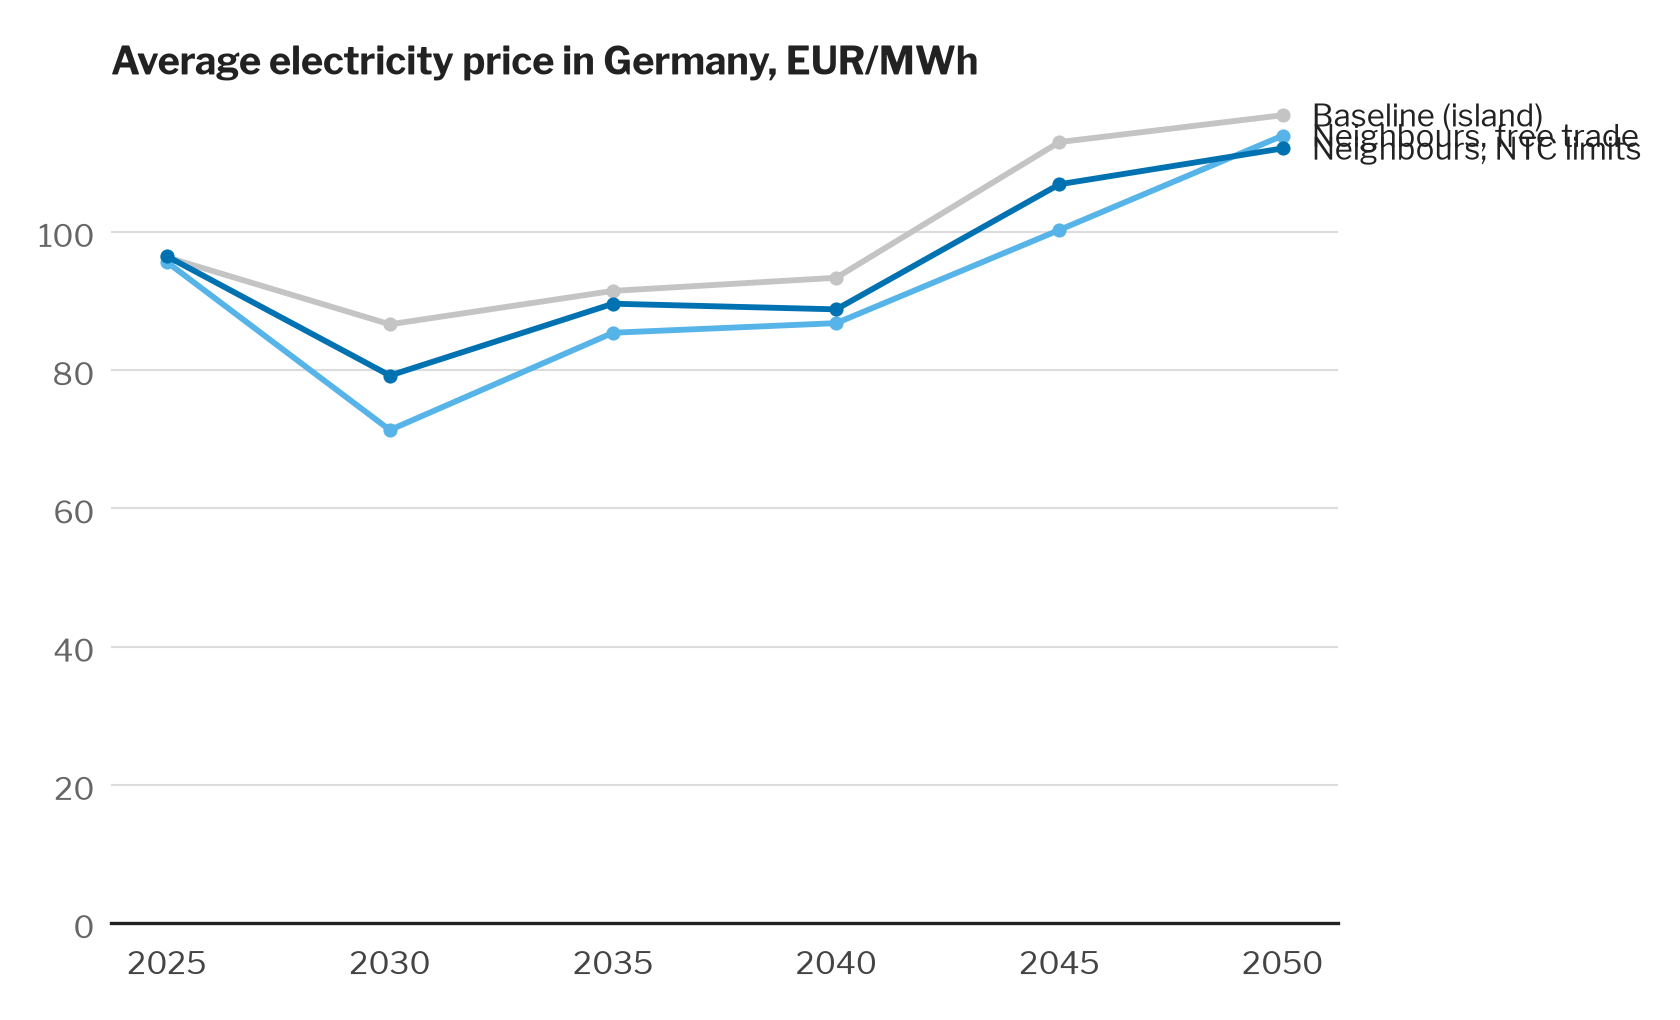 Average electricity price in Germany, EUR/MWh
Baseline (island)
Neighbours, free trade
Neighbours, NTC limits
100
80
60
40
20
0
2025 2030 2035 2040 2045 2050